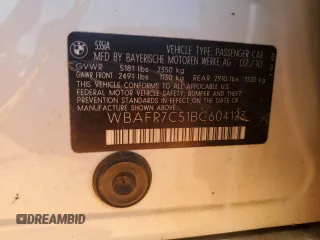 535iA VEHICLE TYPE: PASSENGER CAR
MFD BY BAYERISCHE MOTOREN WERKE AG 07/10
GVWR 5181 lbs 2350 kg
GAWR FRONT 2491 lbs 1130 kg REAR 2910 lbs 1320 kg
THIS VEHICLE CONFORMS TO ALL APPLICABLE
U.S. FEDERAL MOTOR VEHICLE
SAFETY, BUMPER AND THEFT
PREVENTION STANDARDS IN EFFECT ON THE
DATE OF MANUFACTURE SHOWN ABOVE.
DREAMBID